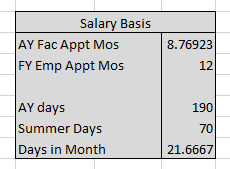 Salary Basis
AY Fac Appt Mos 8.76923
FY Emp Appt Mos 12
AY days 190
Summer Days 70
Days in Month 21.6667